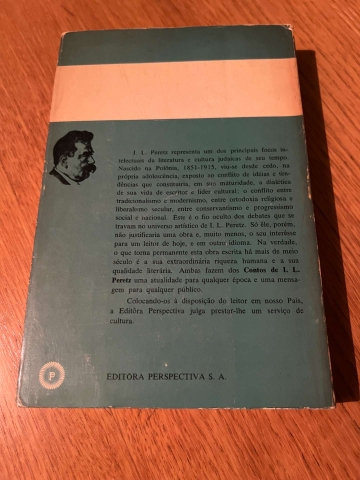 I. L. Peretz representa um dos principais focos in-
telectuais da literatura e cultura judaicas de seu tempo.
Nascido na Polônia, 1851-1915, viu-se desde cedo, na
própria adolescência, exposto ao conflito de idéias e ten-
dências que constituiria, em sua maturidade, a dialética
de sua vida de escritor e líder cultural: o conflito entre
tradicionalismo e modernismo, entre ortodoxia religiosa e
liberalismo secular, entre conservantismo e progressismo
social e nacional. Este é o fio oculto dos debates que se
travam no universo artístico de I. L. Peretz. Só êle, porém,
não justificaria uma obra e, muito menos, o seu interêsse
para um leitor de hoje, e em outro idioma. Na verdade,
o que torna permanente esta obra escrita há mais de meio
século é a sua extraordinária riqueza humana e a sua
qualidade literária. Ambas fazem dos Contos de I. L.
Peretz uma atualidade para qualquer época e uma mensa-
gem para qualquer público.
Colocando-os à disposição do leitor em nosso País,
a Editôra Perspectiva julga prestar-lhe um serviço de
cultura.
EDITÔRA PERSPECTIVA S. A.